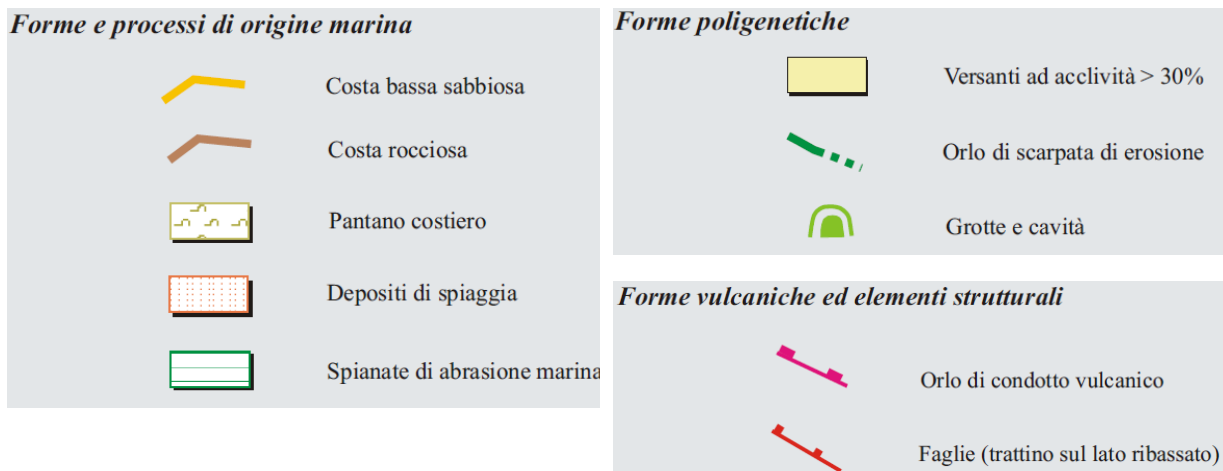 Forme e processi di origine marina
Costa bassa sabbiosa
Costa rocciosa
Pantano costiero
Depositi di spiaggia
Spianate di abrasione marina
Forme poligenetiche
Versanti ad acclività > 30%
Orlo di scarpata di erosione
Grotte e cavità
Forme vulcaniche ed elementi strutturali
Orlo di condotto vulcanico
Faglie (trattino sul lato ribassato)